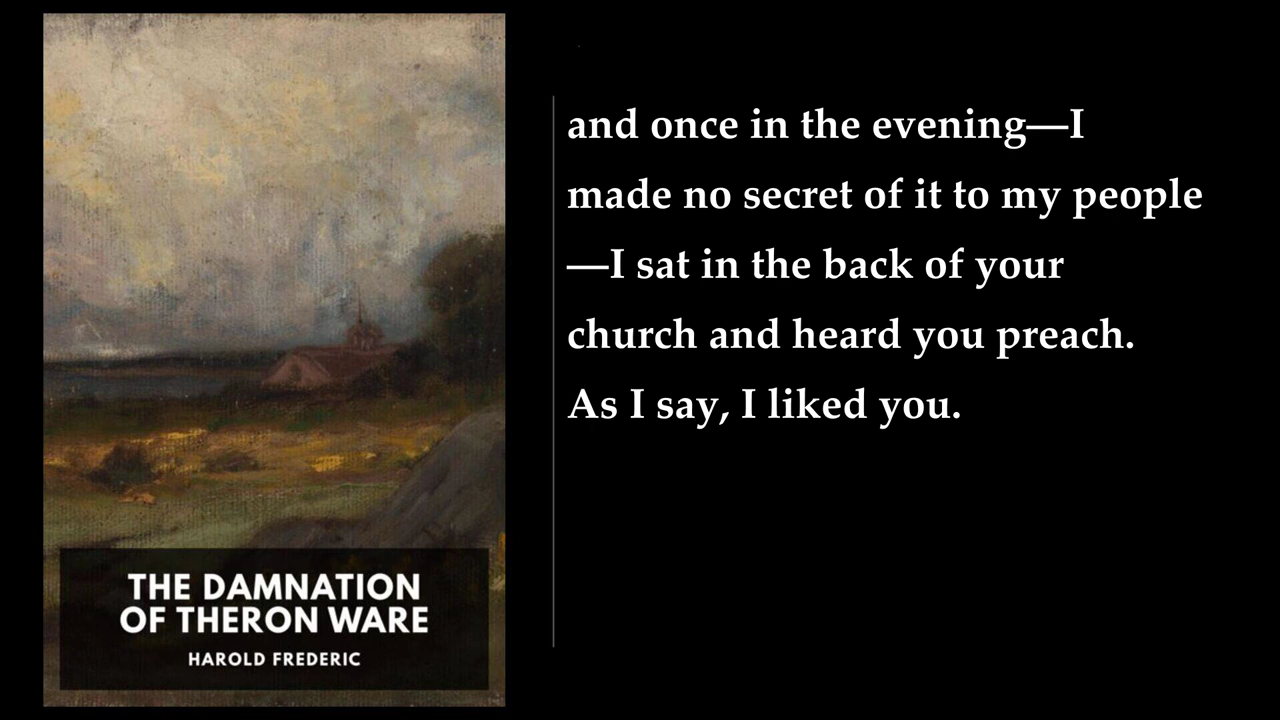 and once in the evening—I
made no secret of it to my people
—I sat in the back of your
church and heard you preach.
As I say, I liked you.
THE DAMNATION
OF THERON WARE
HAROLD FREDERIC